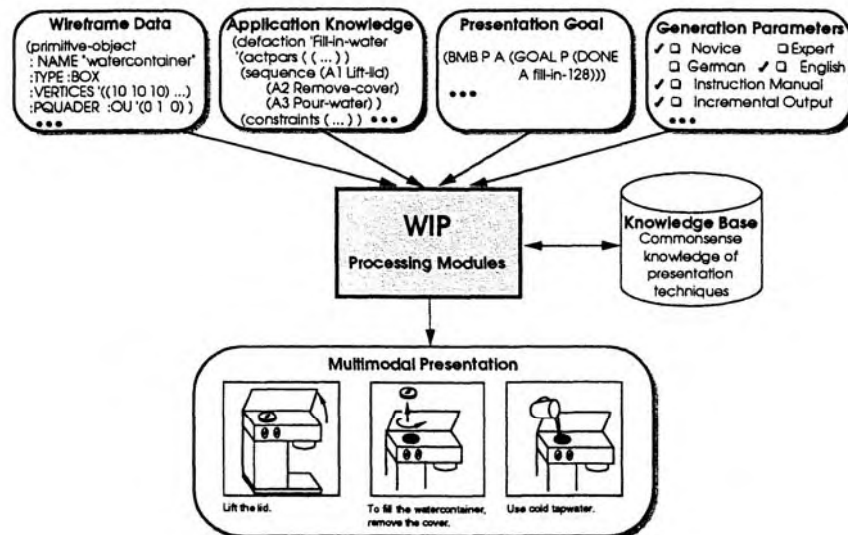 Wireframe Data
(primitive-object
: NAME "watercontainer"
:TYPE :BOX
:VERTICES '((10 10 10) ...)
:PQUADER :OU '(0 1 0) )
•••
Application Knowledge
(defaction 'Fill-in-water
'(actpars ( ( ... ) )
(sequence (A1 Lift-lid)
(A2 Remove-cover)
(A3 Pour-water) )
(constraints ( ... ) ) •••
Presentation Goal
(BMB P A (GOAL P (DONE
A fill-in-128)))
•••
Generation Parameters
✓ ❑ Novice ❑ Expert
❑ German ✓ ❑ English
✓ ❑ Instruction Manual
✓ ❑ Incremental Output
•••
WIP
Processing Modules
Knowledge Base
Commonsense
knowledge of
presentation
techniques
Multimodal Presentation
Lift the lid.
To fill the watercontainer,
remove the cover.
Use cold tapwater.